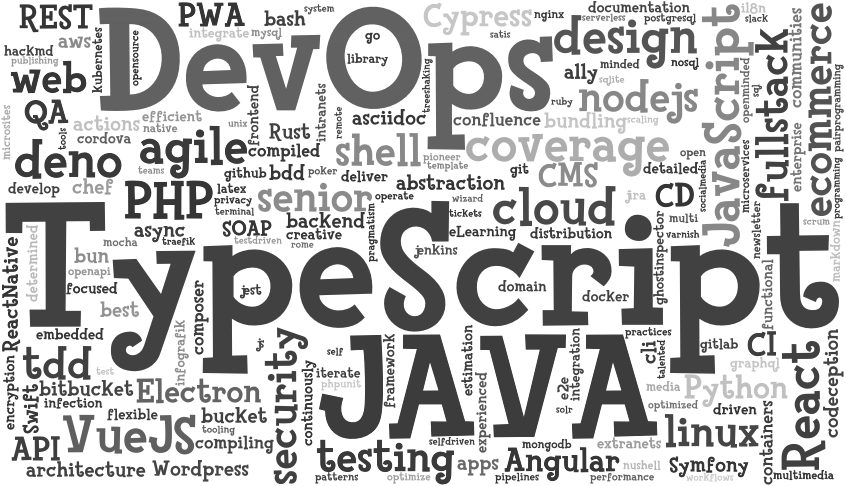 REST
PWA
bash
system
DevOps
go
library
Cypress
nginx
satis
documentation
serverless
postgresql
il8n
slack
aws
integrate
mysql
hackmd
publishing
kubernetes
opensource
web
QA
tools
actions
cordova
efficient
native
unix
frontend
intranets
remote
Rust
compiled
asciidoc
treeshaking
confluence
design
ally
minded
nosql
sqlite
ruby
nodejs
bundling
scaling
JavaScript
openminded
sql
fullstack
communities
ecommerce
enterprise
pairprogramming
programming
microsites
deno
agile
teams
github
bdd
poker
shell
deliver
pioneer
template
coverage
git
CMS
open
detailed
socialmedia
microservices
develop
chef
PHP
latex
privacy
terminal
senior
operate
abstraction
wizard
tickets
cloud
jira
CD
multi
varnish
newsletter
scrum
markdown
async
traefik
SOAP
testdriven
backend
creative
rome
pragmatism
eLearning
distribution
jenkins
ghostinspector
TypeScript
ReactNative
determined
mocha
bun
openapi
focused
best
jest
domain
docker
functional
embedded
composer
infografik
tdd
test
bitbucket
encryption
Swift
infection
Electron
flexible
bucket
tooling
compiling
security
continuously
self
iterate
phpunit
framework
JAVA
estimation
experienced
e2e
integration
solr
practices
cli
talented
gitlab
CI
graphql
React
codeception
media
Python
optimized
driven
containers
API
VueJS
architecture
Wordpress
testing
selfdriven
patterns
optimize
apps
pipelines
mongodb
Angular
extranets
nushell
performance
linux
Symfony
workflows
multimedia